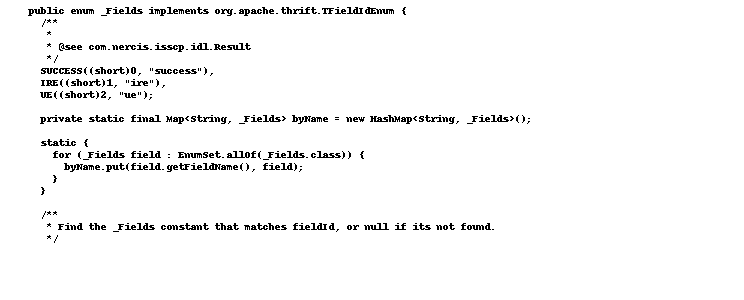 public enum _Fields implements org.apache.thrift.TFieldIdEnum {
/**
*
* @see com.nercis.isscp.idl.Result
*/
SUCCESS((short)0, "success"),
IRE((short)1, "ire"),
UE((short)2, "ue");
private static final Map<String, _Fields> byName = new HashMap<String, _Fields>();
static {
for (_Fields field : EnumSet.allOf(_Fields.class)) {
byName.put(field.getFieldName(), field);
}
}
/**
* Find the _Fields constant that matches fieldId, or null if its not found.
*/